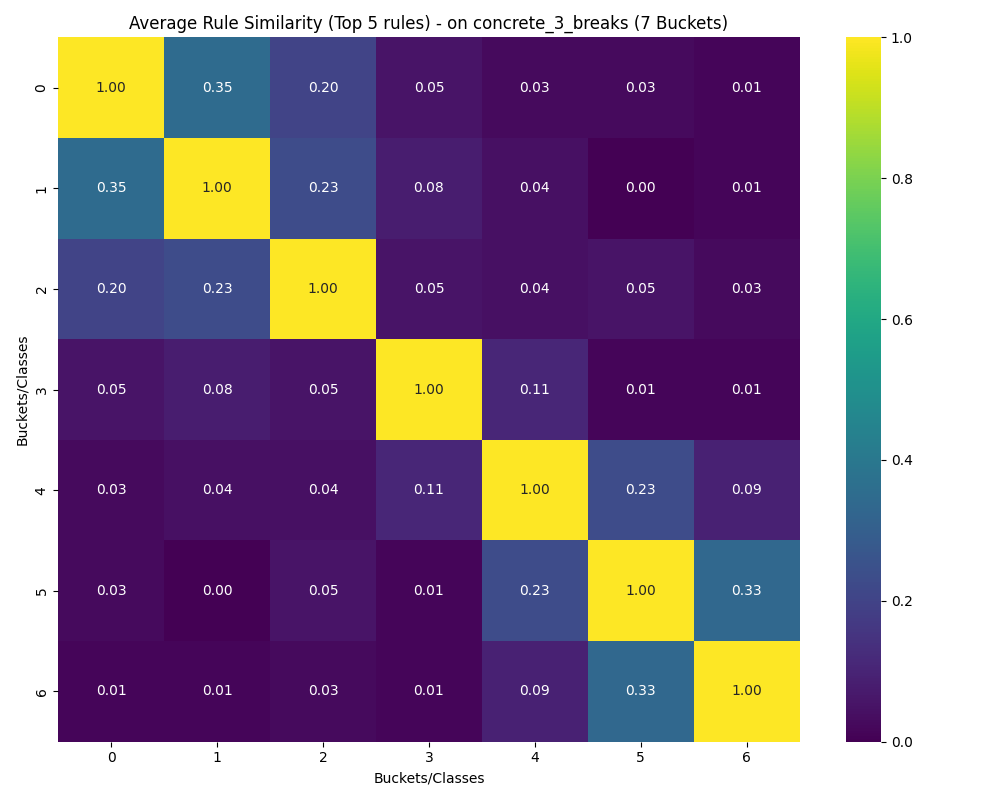 Average Rule Similarity (Top 5 rules) - on concrete_3_breaks (7 Buckets)
0 1.00 0.35 0.20 0.05 0.03 0.03 0.01
1 0.35 1.00 0.23 0.08 0.04 0.00 0.01
2 0.20 0.23 1.00 0.05 0.04 0.05 0.03
3 0.05 0.08 0.05 1.00 0.11 0.01 0.01
4 0.03 0.04 0.04 0.11 1.00 0.23 0.09
5 0.03 0.00 0.05 0.01 0.23 1.00 0.33
6 0.01 0.01 0.03 0.01 0.09 0.33 1.00
0 1 2 3 4 5 6
Buckets/Classes
Buckets/Classes
1.0
0.8
0.6
0.4
0.2
0.0